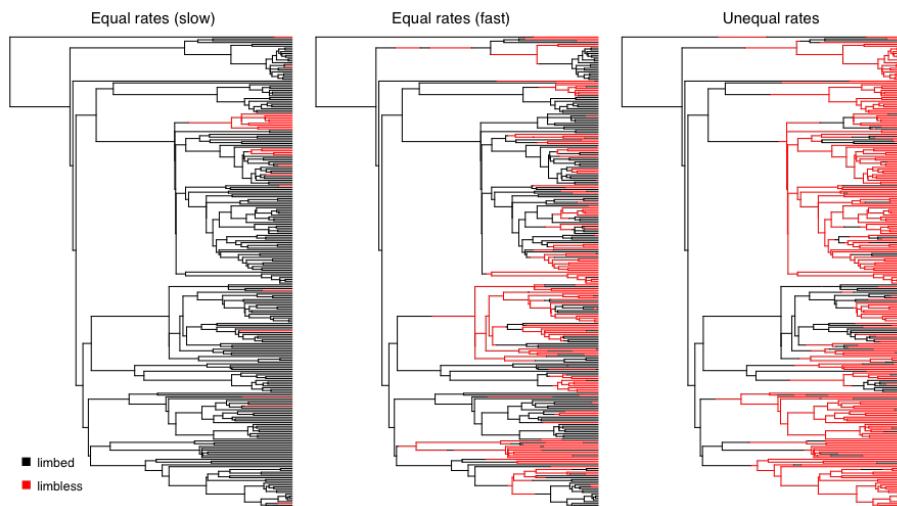 Equal rates (slow)
Equal rates (fast)
Unequal rates
limbed
limbless